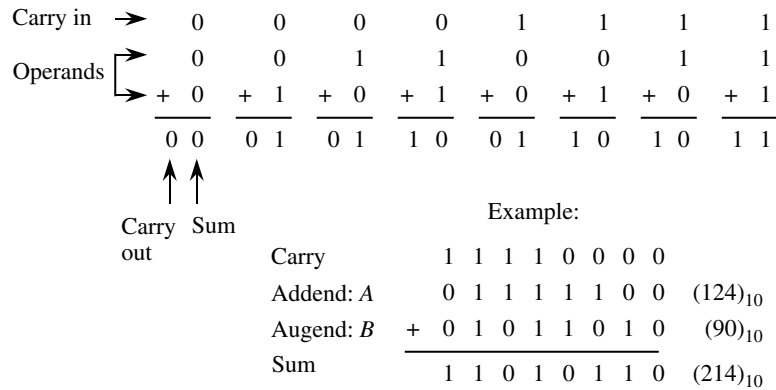 Carry in 0 0 0 0 1 1 1 1
Operands 0 0 1 1 0 0 1 1
+ 0 + 1 + 0 + 1 + 0 + 1 + 0 + 1
0 0 0 1 0 1 1 0 0 1 1 0 1 0 1 1
Carry out Sum
Example:
Carry 1 1 1 1 0 0 0 0
Addend: A 0 1 1 1 1 1 0 0 (124)10
Augend: B + 0 1 0 1 1 0 1 0 (90)10
Sum 1 1 0 1 0 1 1 0 (214)10